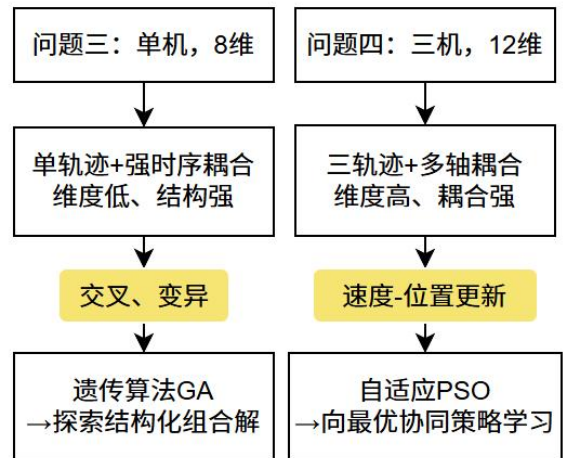 问题三：单机，8维
单轨迹+强时序耦合
维度低、结构强
交叉、变异
遗传算法GA
→探索结构化组合解
问题四：三机，12维
三轨迹+多轴耦合
维度高、耦合强
速度-位置更新
自适应PSO
→向最优协同策略学习